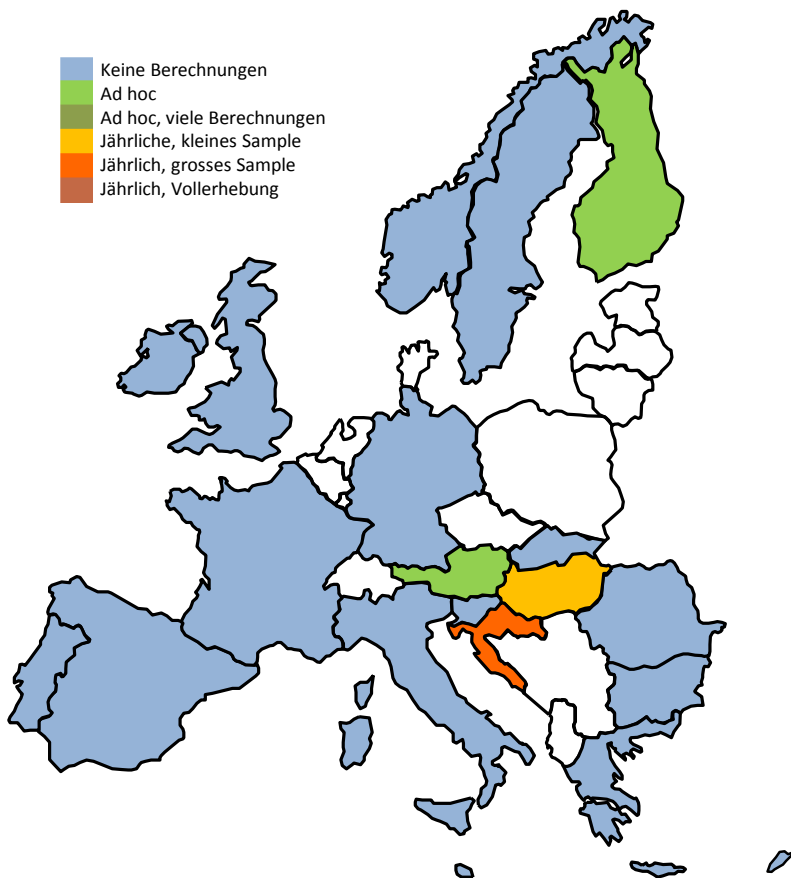 Keine Berechnungen
Ad hoc
Ad hoc, viele Berechnungen
Jährliche, kleines Sample
Jährlich, grosses Sample
Jährlich, Vollerhebung